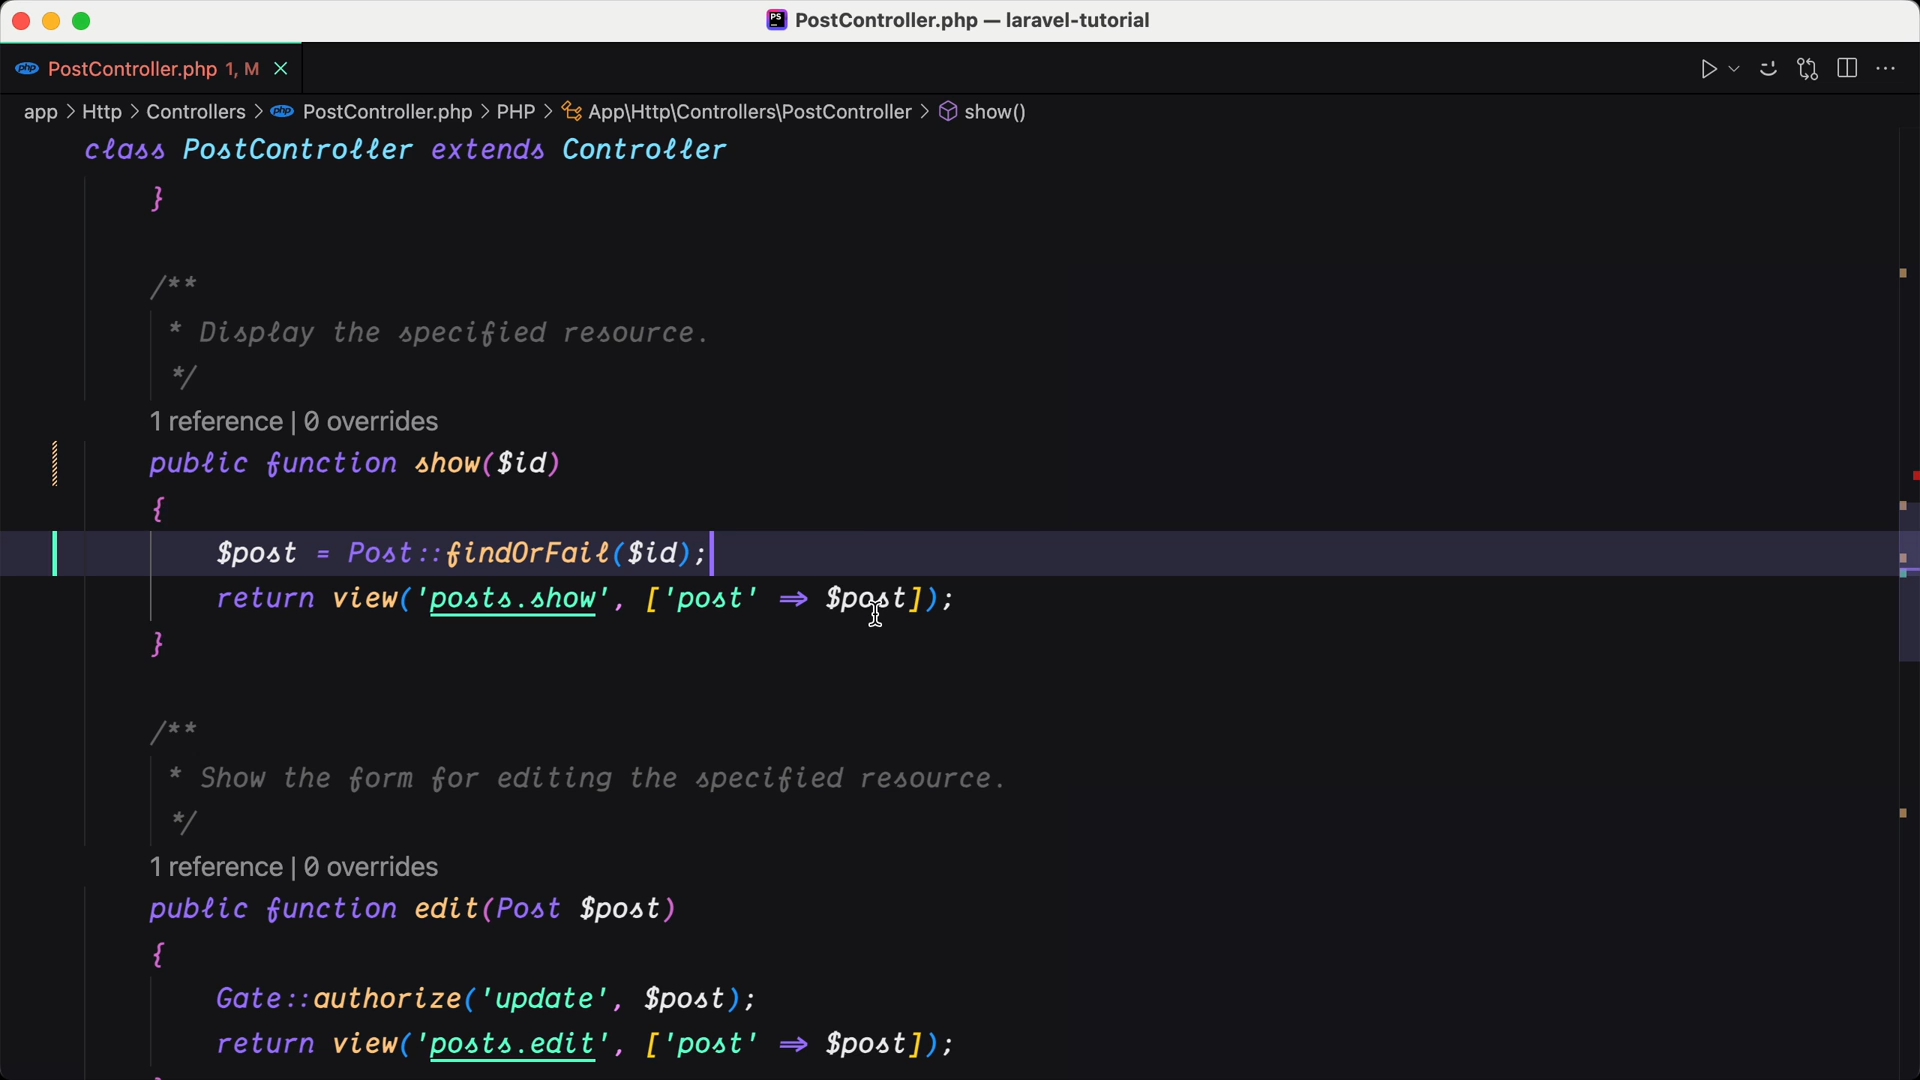 PS PostController.php — laravel-tutorial
php PostController.php 1, M
app > Http > Controllers > php PostController.php > PHP > App\Http\Controllers\PostController > show()
class PostController extends Controller
}
/**
* Display the specified resource.
*/
1 reference | 0 overrides
public function show($id)
{
$post = Post::findOrFail($id);
return view('posts.show', ['post' => $post]);
}
/**
* Show the form for editing the specified resource.
*/
1 reference | 0 overrides
public function edit(Post $post)
{
Gate::authorize('update', $post);
return view('posts.edit', ['post' => $post]);